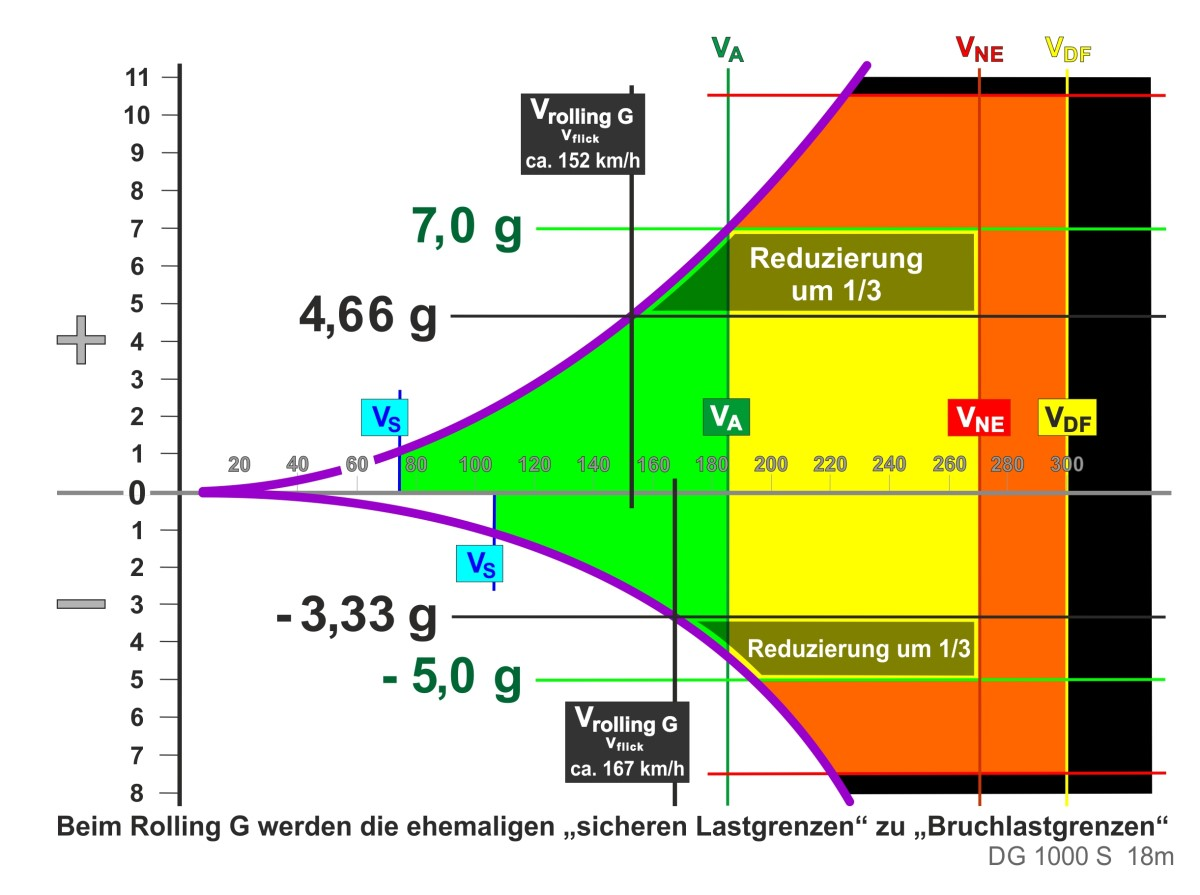 V_A V_NE V_DF
11
10
9
8
7
6
5
4
3
2
1
0
1
2
3
4
5
6
7
8
V_rolling G
V_flick
ca. 152 km/h
7,0 g
Reduzierung
um 1/3
4,66 g
+
V_S V_A V_NE V_DF
20 40 60 80 100 120 140 160 180 200 220 240 260 280 300
V_S
-
- 3,33 g
Reduzierung um 1/3
- 5,0 g
V_rolling G
V_flick
ca. 167 km/h
Beim Rolling G werden die ehemaligen „sicheren Lastgrenzen“ zu „Bruchlastgrenzen“
DG 1000 S 18m